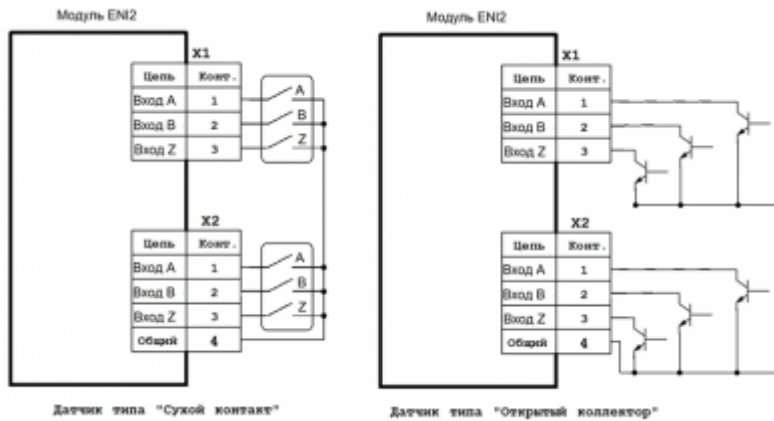 Модуль ENI2
X1
Цепь Конт.
Вход A 1
Вход B 2
Вход Z 3
A
B
Z
X2
Цепь Конт.
Вход A 1
Вход B 2
Вход Z 3
Общий 4
A
B
Z
Датчик типа "Сухой контакт"
Модуль ENI2
X1
Цепь Конт.
Вход A 1
Вход B 2
Вход Z 3
X2
Цепь Конт.
Вход A 1
Вход B 2
Вход Z 3
Общий 4
Датчик типа "Открытый коллектор"